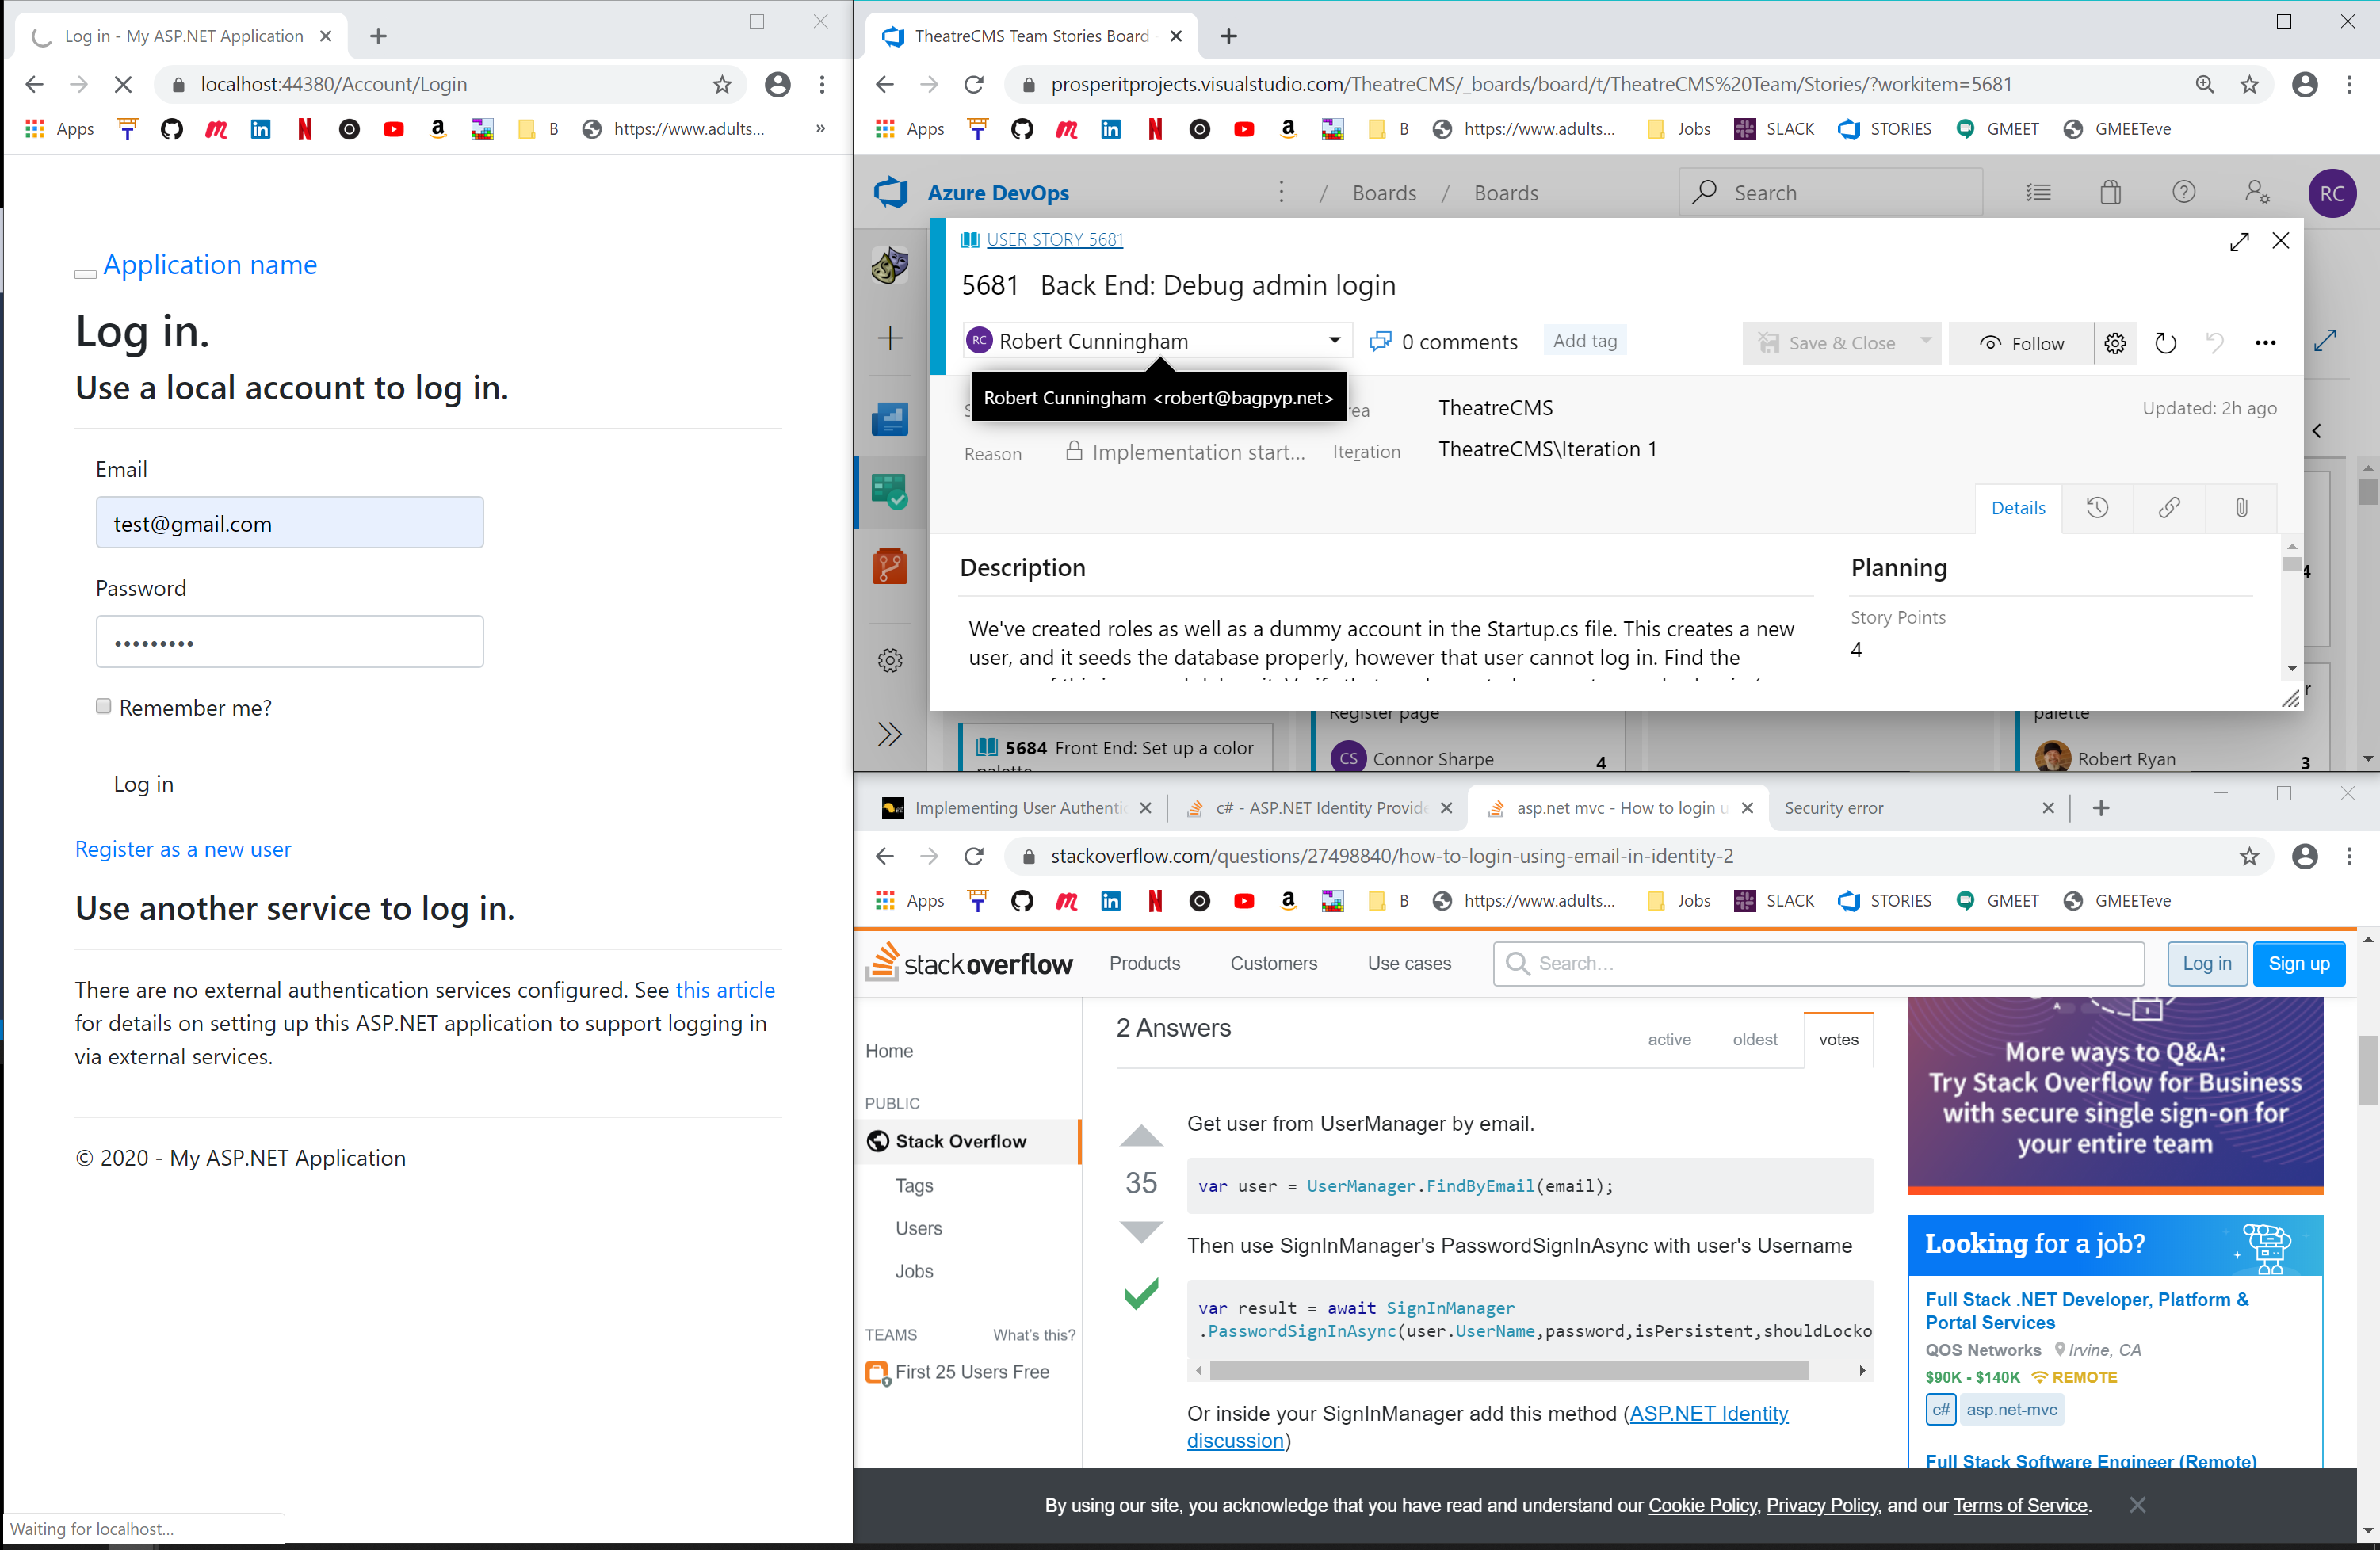 Log in - My ASP.NET Application
localhost:44380/Account/Login
Apps
B
https://www.adults...
»
Application name
Log in.
Use a local account to log in.
Email
test@gmail.com
Password
•••••••••
Remember me?
Log in
Register as a new user
Use another service to log in.
There are no external authentication services configured. See this article
for details on setting up this ASP.NET application to support logging in
via external services.
© 2020 - My ASP.NET Application
Waiting for localhost...
TheatreCMS Team Stories Board
prosperitprojects.visualstudio.com/TheatreCMS/_boards/board/t/TheatreCMS%20Team/Stories/?workitem=5681
Apps
B
https://www.adults...
Jobs
SLACK
STORIES
GMEET
GMEETeve
Azure DevOps
/ Boards / Boards
Search
RC
USER STORY 5681
5681 Back End: Debug admin login
RC Robert Cunningham
0 comments
Add tag
Save & Close
Follow
Robert Cunningham <robert@bagpyp.net>
TheatreCMS
Updated: 2h ago
Reason
Implementation start...
Iteration
TheatreCMS\Iteration 1
Details
Description
Planning
We've created roles as well as a dummy account in the Startup.cs file. This creates a new
user, and it seeds the database properly, however that user cannot log in. Find the
Story Points
4
4
Register page
palette
5684 Front End: Set up a color
palette
CS Connor Sharpe
4
Robert Ryan
3
Implementing User Authenti
c# - ASP.NET Identity Provide
asp.net mvc - How to login u
Security error
stackoverflow.com/questions/27498840/how-to-login-using-email-in-identity-2
Apps
B
https://www.adults...
Jobs
SLACK
STORIES
GMEET
GMEETeve
stackoverflow
Products
Customers
Use cases
Search...
Log in
Sign up
Home
PUBLIC
Stack Overflow
Tags
Users
Jobs
TEAMS
What's this?
First 25 Users Free
2 Answers
active
oldest
votes
35
Get user from UserManager by email.
var user = UserManager.FindByEmail(email);
Then use SignInManager's PasswordSignInAsync with user's Username
var result = await SignInManager
.PasswordSignInAsync(user.UserName,password,isPersistent,shouldLocko
Or inside your SignInManager add this method (ASP.NET Identity
discussion)
More ways to Q&A:
Try Stack Overflow for Business
with secure single sign-on for
your entire team
Looking for a job?
Full Stack .NET Developer, Platform &
Portal Services
QOS Networks
Irvine, CA
$90K - $140K
REMOTE
c#
asp.net-mvc
Full Stack Software Engineer (Remote)
By using our site, you acknowledge that you have read and understand our Cookie Policy, Privacy Policy, and our Terms of Service.